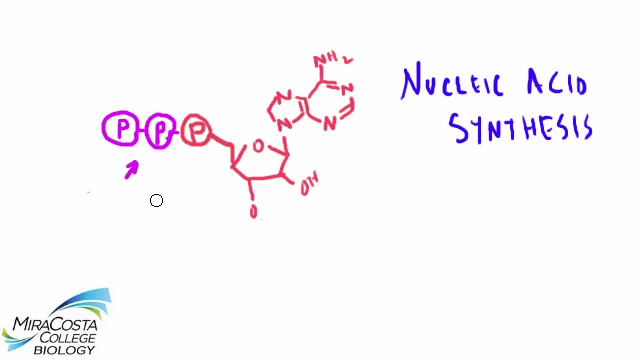 NH2
NUCLEIC ACID
SYNTHESIS
N
N
N
N
P P P
O
OH
O
MIRACOSTA
COLLEGE
BIOLOGY